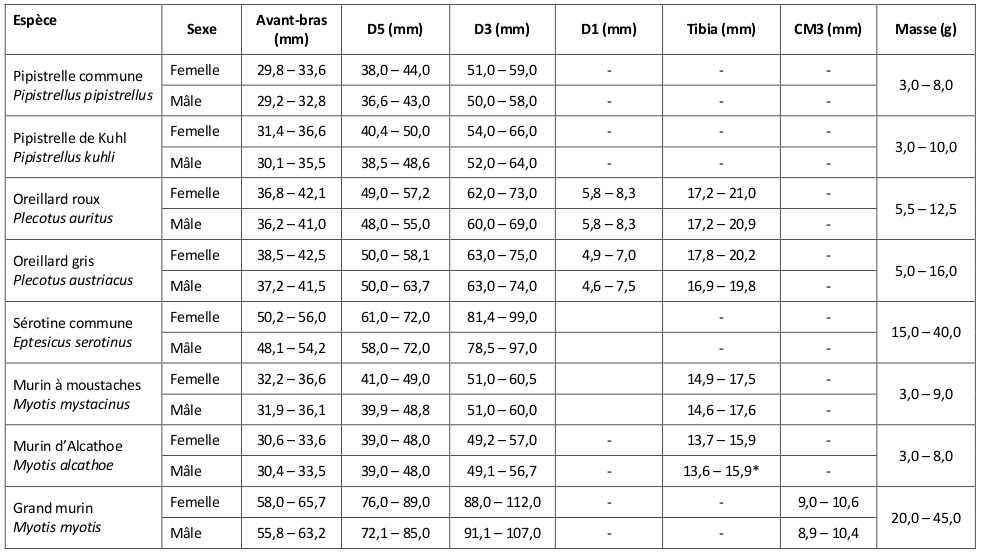 Espèce Sexe Avant-bras (mm) D5 (mm) D3 (mm) D1 (mm) Tibia (mm) CM3 (mm) Masse (g)
Pipistrelle commune Femelle 29,8 – 33,6 38,0 – 44,0 51,0 – 59,0 - - - 3,0 – 8,0
Pipistrellus pipistrellus Mâle 29,2 – 32,8 36,6 – 43,0 50,0 – 58,0 - - -
Pipistrelle de Kuhl Femelle 31,4 – 36,6 40,4 – 50,0 54,0 – 66,0 - - - 3,0 – 10,0
Pipistrellus kuhli Mâle 30,1 – 35,5 38,5 – 48,6 52,0 – 64,0 - - -
Oreillard roux Femelle 36,8 – 42,1 49,0 – 57,2 62,0 – 73,0 5,8 – 8,3 17,2 – 21,0 - 5,5 – 12,5
Plecotus auritus Mâle 36,2 – 41,0 48,0 – 55,0 60,0 – 69,0 5,8 – 8,3 17,2 – 20,9 -
Oreillard gris Femelle 38,5 – 42,5 50,0 – 58,1 63,0 – 75,0 4,9 – 7,0 17,8 – 20,2 - 5,0 – 16,0
Plecotus austriacus Mâle 37,2 – 41,5 50,0 – 63,7 63,0 – 74,0 4,6 – 7,5 16,9 – 19,8 -
Sérotine commune Femelle 50,2 – 56,0 61,0 – 72,0 81,4 – 99,0 - - 15,0 – 40,0
Eptesicus serotinus Mâle 48,1 – 54,2 58,0 – 72,0 78,5 – 97,0 - -
Murin à moustaches Femelle 32,2 – 36,6 41,0 – 49,0 51,0 – 60,5 14,9 – 17,5 - 3,0 – 9,0
Myotis mystacinus Mâle 31,9 – 36,1 39,9 – 48,8 51,0 – 60,0 14,6 – 17,6 -
Murin d’Alcathoe Femelle 30,6 – 33,6 39,0 – 48,0 49,2 – 57,0 - 13,7 – 15,9 - 3,0 – 8,0
Myotis alcathoe Mâle 30,4 – 33,5 39,0 – 48,0 49,1 – 56,7 - 13,6 – 15,9* -
Grand murin Femelle 58,0 – 65,7 76,0 – 89,0 88,0 – 112,0 - - 9,0 – 10,6 20,0 – 45,0
Myotis myotis Mâle 55,8 – 63,2 72,1 – 85,0 91,1 – 107,0 - - 8,9 – 10,4